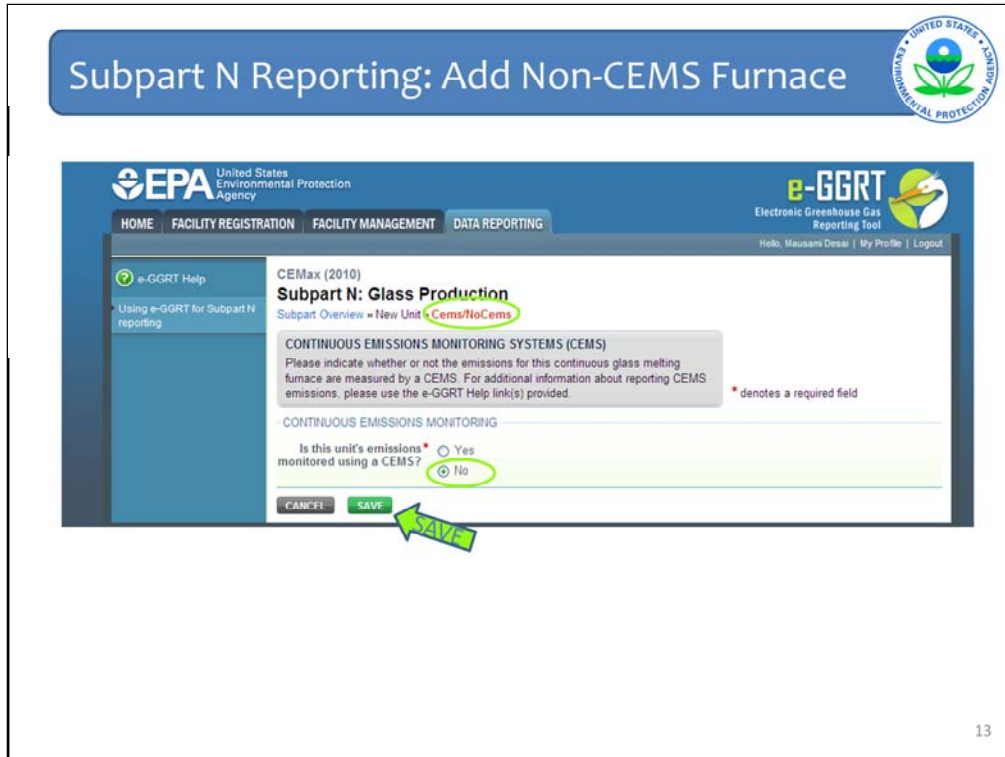 Subpart N Reporting: Add Non-CEMS Furnace
UNITED STATES
ENVIRONMENTAL PROTECTION AGENCY
EPA United States
Environmental Protection
Agency
e-GGRT
Electronic Greenhouse Gas
Reporting Tool
HOME FACILITY REGISTRATION FACILITY MANAGEMENT DATA REPORTING
Hello, Mausami Desai | My Profile | Logout
? e-GGRT Help
Using e-GGRT for Subpart N
reporting
CEMax (2010)
Subpart N: Glass Production
Subpart Overview » New Unit » Cems/NoCems
CONTINUOUS EMISSIONS MONITORING SYSTEMS (CEMS)
Please indicate whether or not the emissions for this continuous glass melting
furnace are measured by a CEMS. For additional information about reporting CEMS
emissions, please use the e-GGRT Help link(s) provided.
* denotes a required field
CONTINUOUS EMISSIONS MONITORING
Is this unit's emissions* Yes
monitored using a CEMS?
No
CANCEL SAVE
SAVE
13